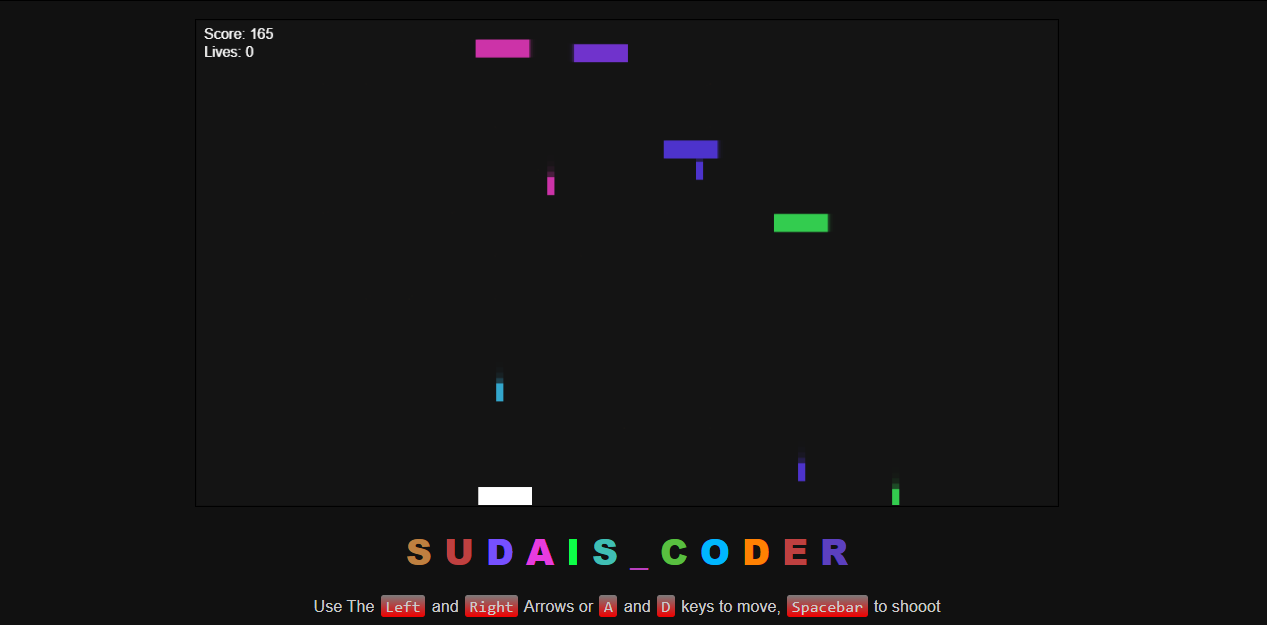 Score: 165
Lives: 0
SUDAIS_CODER
Use The Left and Right Arrows or A and D keys to move, Spacebar to shooot